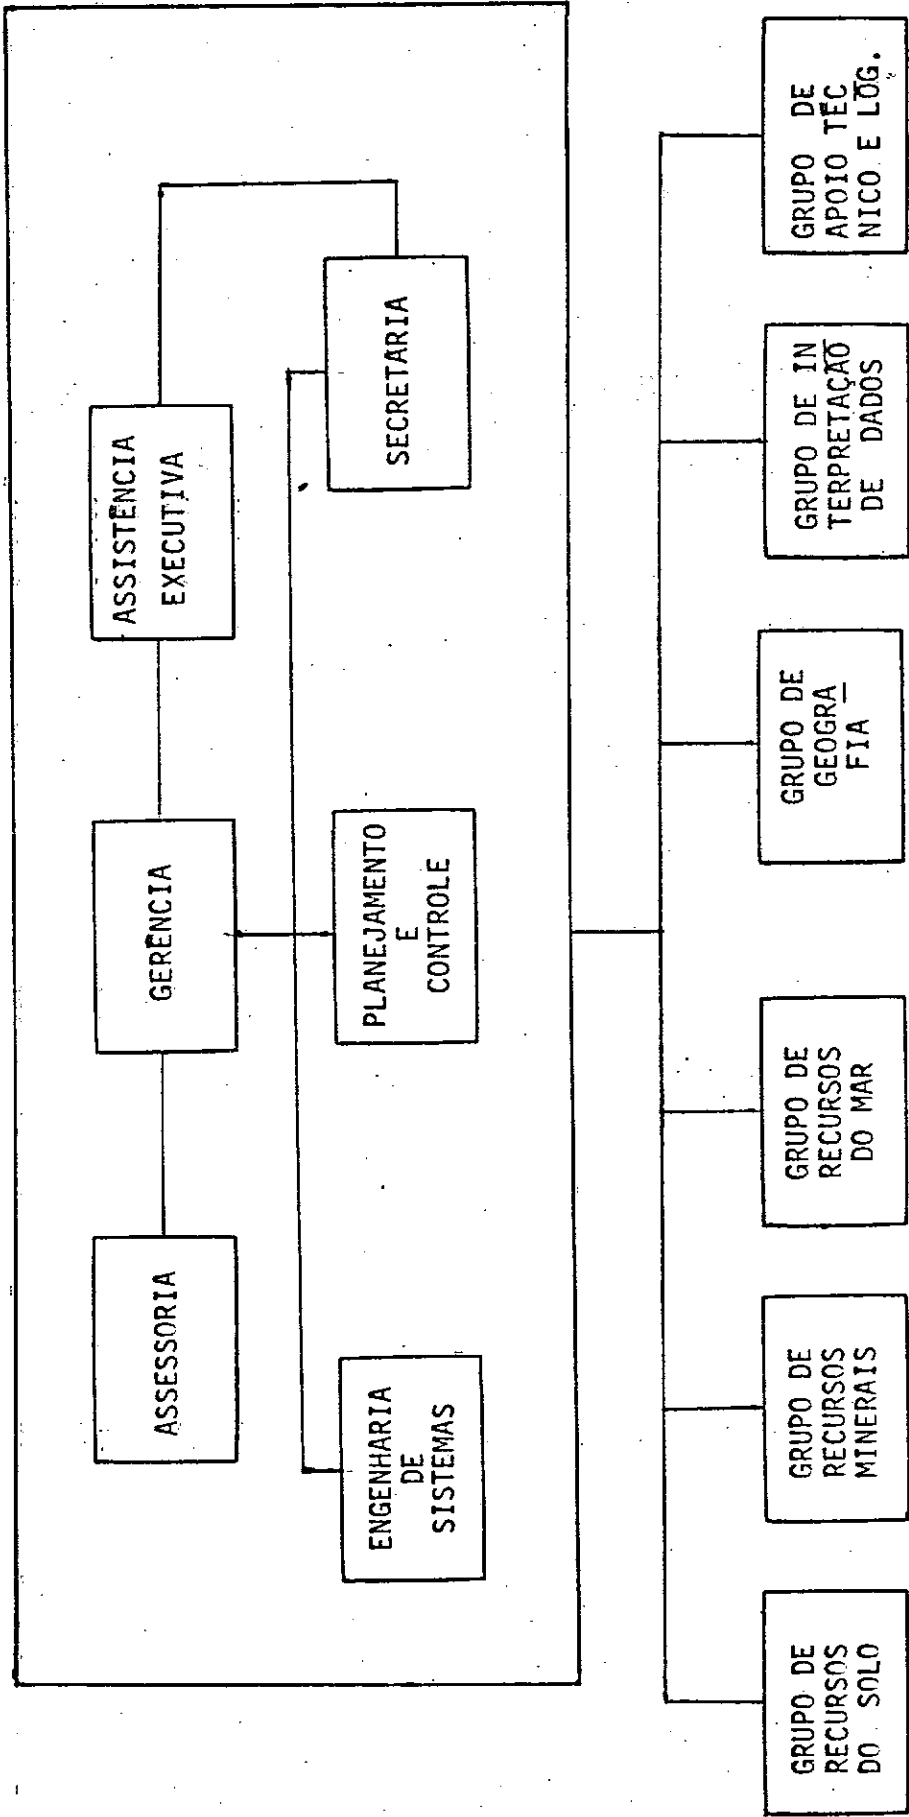 ASSESSORIA
GERÊNCIA
ASSISTÊNCIA
EXECUTIVA
ENGENHARIA
DE
SISTEMAS
PLANEJAMENTO
E
CONTROLE
SECRETARIA
GRUPO DE
RECURSOS
DO SOLO
GRUPO DE
RECURSOS
MINERAIS
GRUPO DE
RECURSOS
DO MAR
GRUPO DE
GEOGRA
FIA
GRUPO DE IN
TERPRETAÇÃO
DE DADOS
GRUPO DE
APOIO TÉC
NICO E LOG.